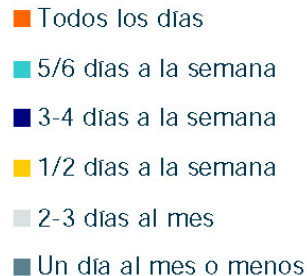 Todos los días
5/6 días a la semana
3-4 días a la semana
1/2 días a la semana
2-3 días al mes
Un día al mes o menos